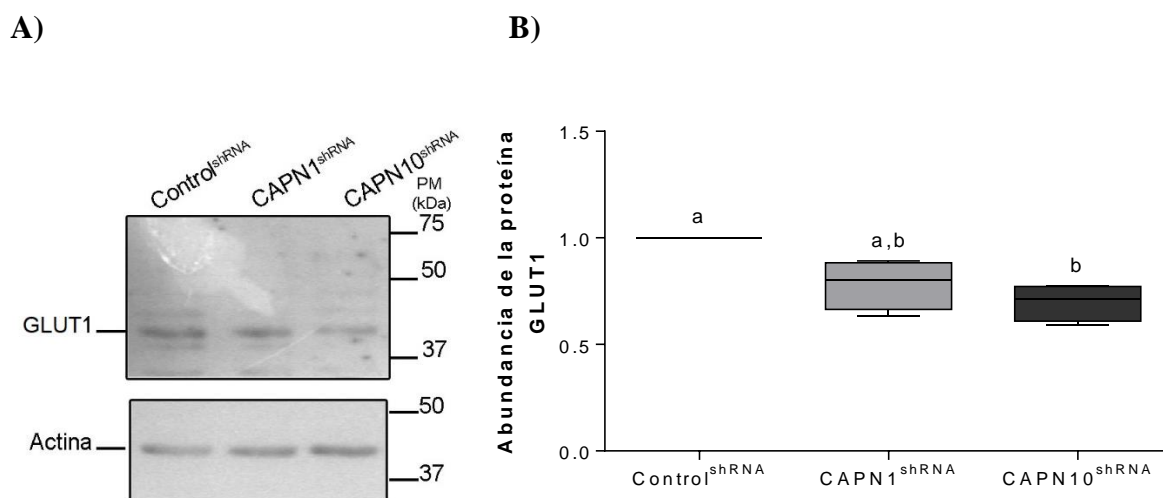 A)
B)
Control^shRNA
CAPN1^shRNA
CAPN10^shRNA
PM
(kDa)
75
50
GLUT1
37
50
Actina
37
Abundancia de la proteína
GLUT1
1.5
1.0
0.5
0.0
a
a,b
b
Control^shRNA
CAPN1^shRNA
CAPN10^shRNA